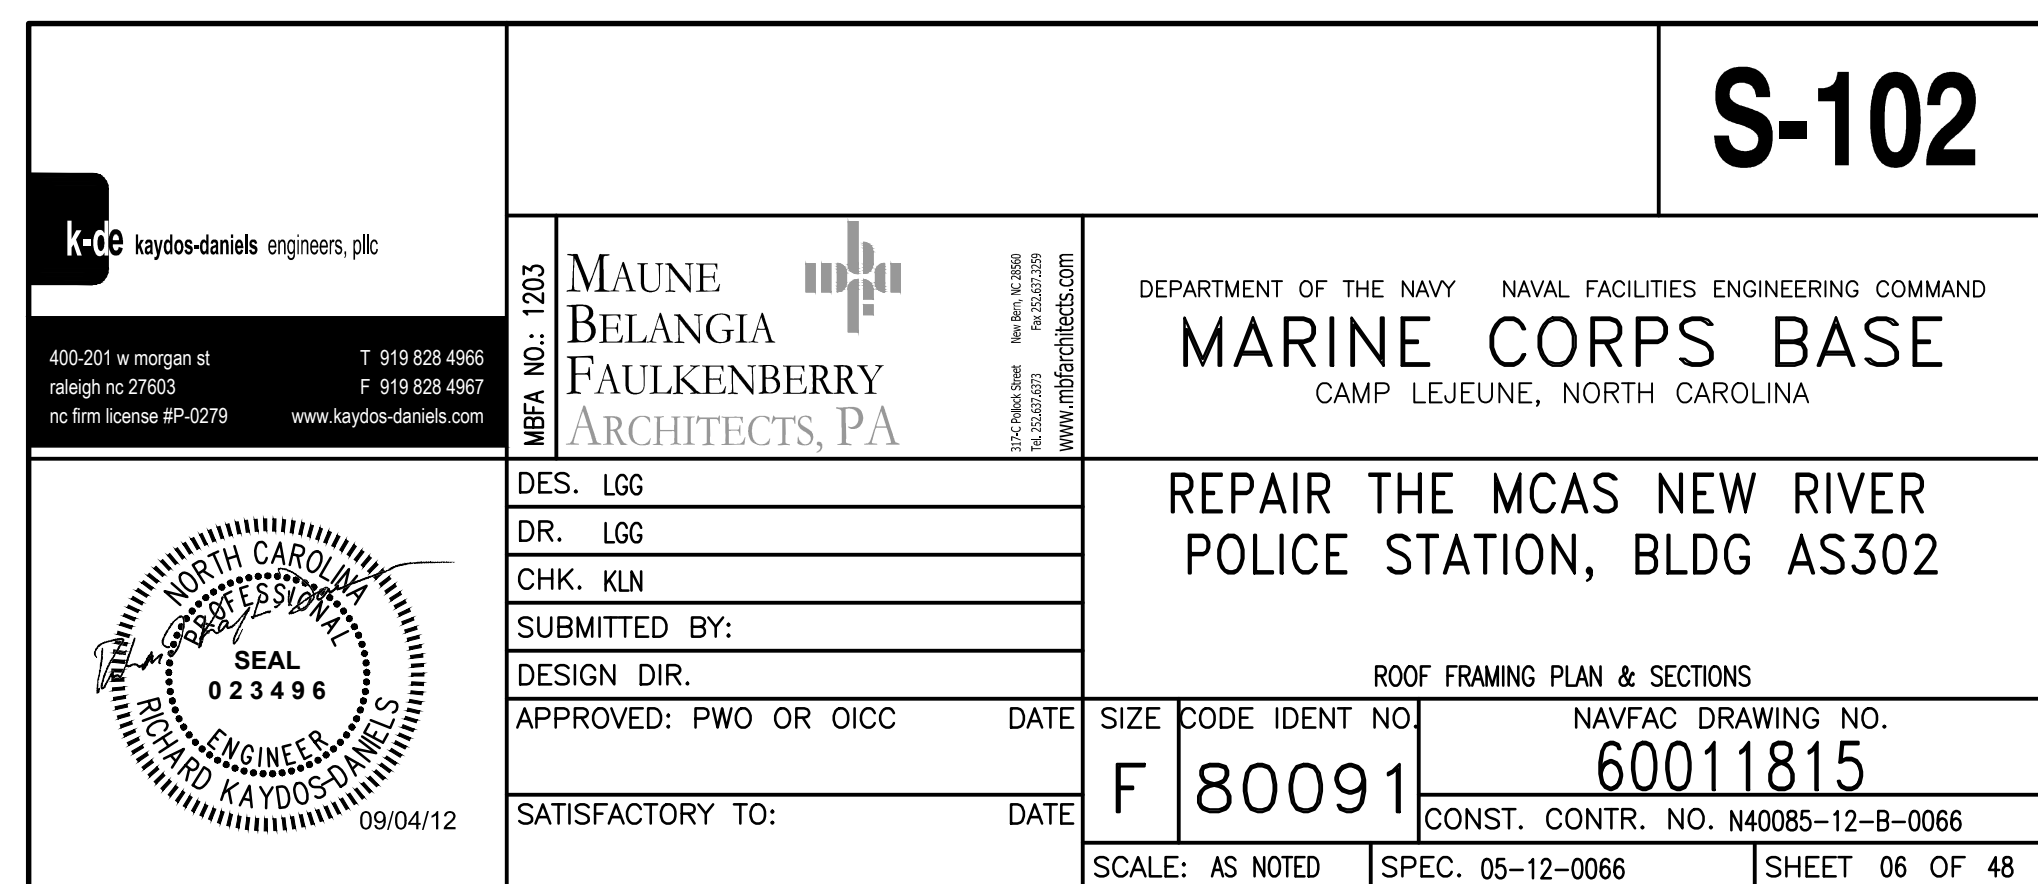 S-102
k-de kaydos-daniels engineers, pllc
400-201 w morgan st
raleigh nc 27603
nc firm license #P-0279
T 919 828 4966
F 919 828 4967
www.kaydos-daniels.com
MBFA NO.: 1203
MAUNE
BELANGIA
FAULKENBERRY
ARCHITECTS, PA
317-C Pollock Street New Bern, NC 28560
Tel. 252.637.6373 Fax 252.637.3259
www.mbfarchitects.com
DEPARTMENT OF THE NAVY NAVAL FACILITIES ENGINEERING COMMAND
MARINE CORPS BASE
CAMP LEJEUNE, NORTH CAROLINA
NORTH CAROLINA
PROFESSIONAL
SEAL
023496
ENGINEER
RICHARD KAYDOS-DANIELS
09/04/12
DES. LGG
DR. LGG
CHK. KLN
SUBMITTED BY:
DESIGN DIR.
APPROVED: PWO OR OICC DATE
SATISFACTORY TO: DATE
REPAIR THE MCAS NEW RIVER
POLICE STATION, BLDG AS302
ROOF FRAMING PLAN & SECTIONS
SIZE
F
CODE IDENT NO.
80091
NAVFAC DRAWING NO.
60011815
CONST. CONTR. NO. N40085-12-B-0066
SCALE: AS NOTED
SPEC. 05-12-0066
SHEET 06 OF 48